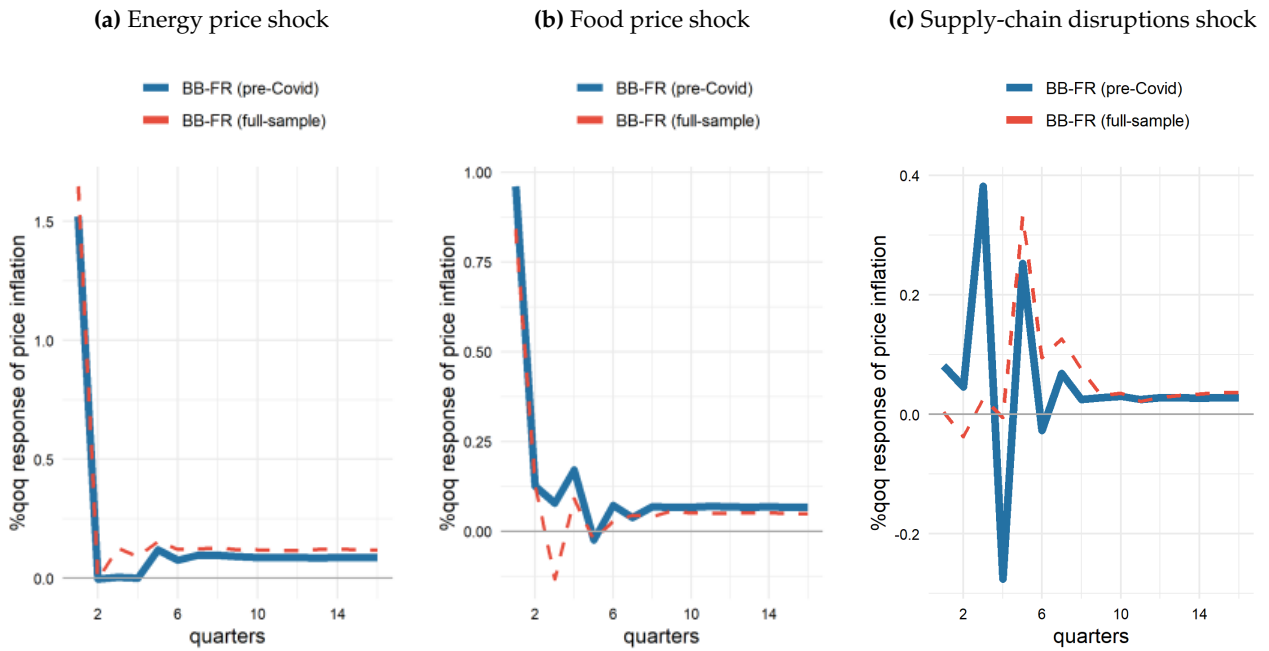 (a) Energy price shock
BB-FR (pre-Covid)
BB-FR (full-sample)
%qoq response of price inflation
1.5
1.0
0.5
0.0
2 6 10 14
quarters
(b) Food price shock
BB-FR (pre-Covid)
BB-FR (full-sample)
%qoq response of price inflation
1.00
0.75
0.50
0.25
0.00
2 6 10 14
quarters
(c) Supply-chain disruptions shock
BB-FR (pre-Covid)
BB-FR (full-sample)
%qoq response of price inflation
0.4
0.2
0.0
-0.2
2 6 10 14
quarters